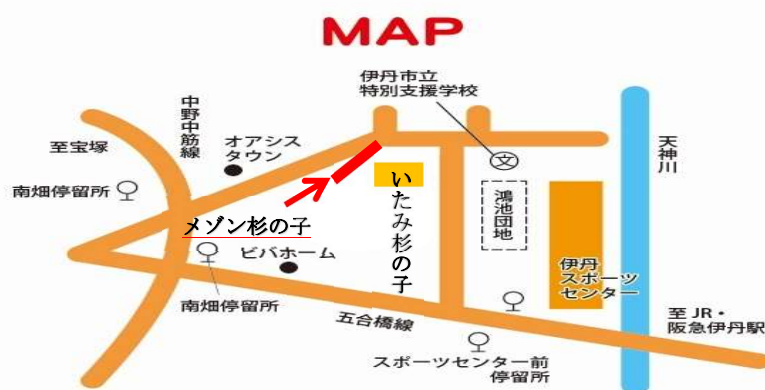 MAP
伊丹市立
特別支援学校
中野中筋線
至宝塚
オアシス
タウン
文
天神川
南畑停留所
いたみ杉の子
鴻池団地
メゾン杉の子
ビバホーム
伊丹
スポーツ
センター
南畑停留所
五合橋線
至 JR・
阪急伊丹駅
スポーツセンター前
停留所